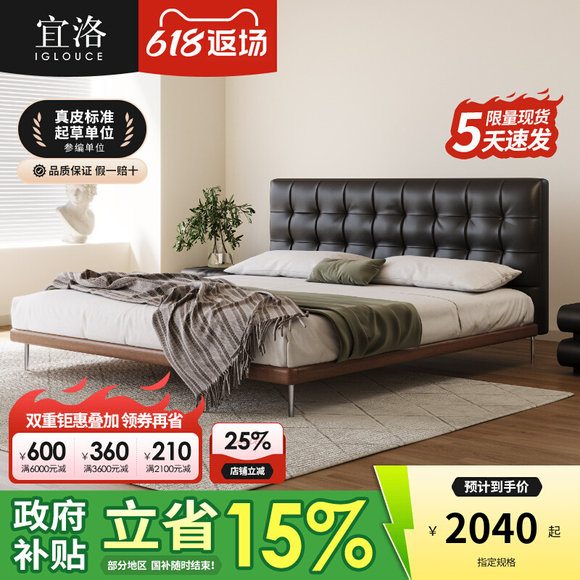 宜洛
IGLOUCE
618返场
真皮标准
起草单位
参编单位
品质保证 假一赔十
限量现货
5天速发
双重钜惠叠加 领券再省
¥600
满6000元减
¥360
满3600元减
¥210
满2100元减
25%
店铺立减
政府
补贴
立省15%
部分地区 国补随时结束!
预计到手价
¥ 2040 起
指定规格